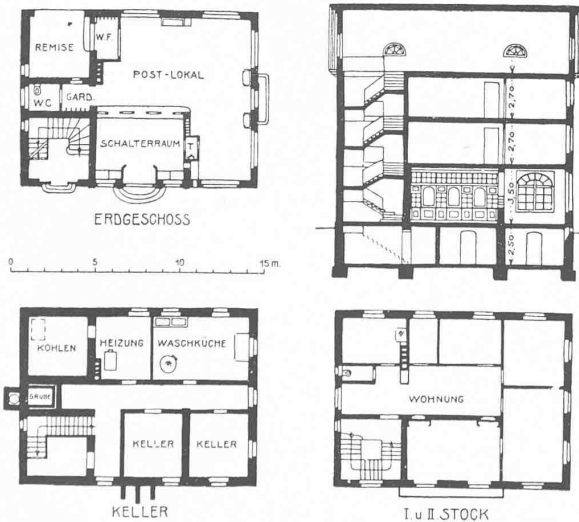 REMISE
W.F.
POST-LOKAL
WC
GARD.
SCHALTERRAUM
T
ERDGESCHOSS
2,70
2,70
3,50
2,50
0 5 10 15 m.
KOHLEN
HEIZUNG
WASCHKÜCHE
GRUBE
KELLER
KELLER
KELLER
WOHNUNG
I. u II. STOCK